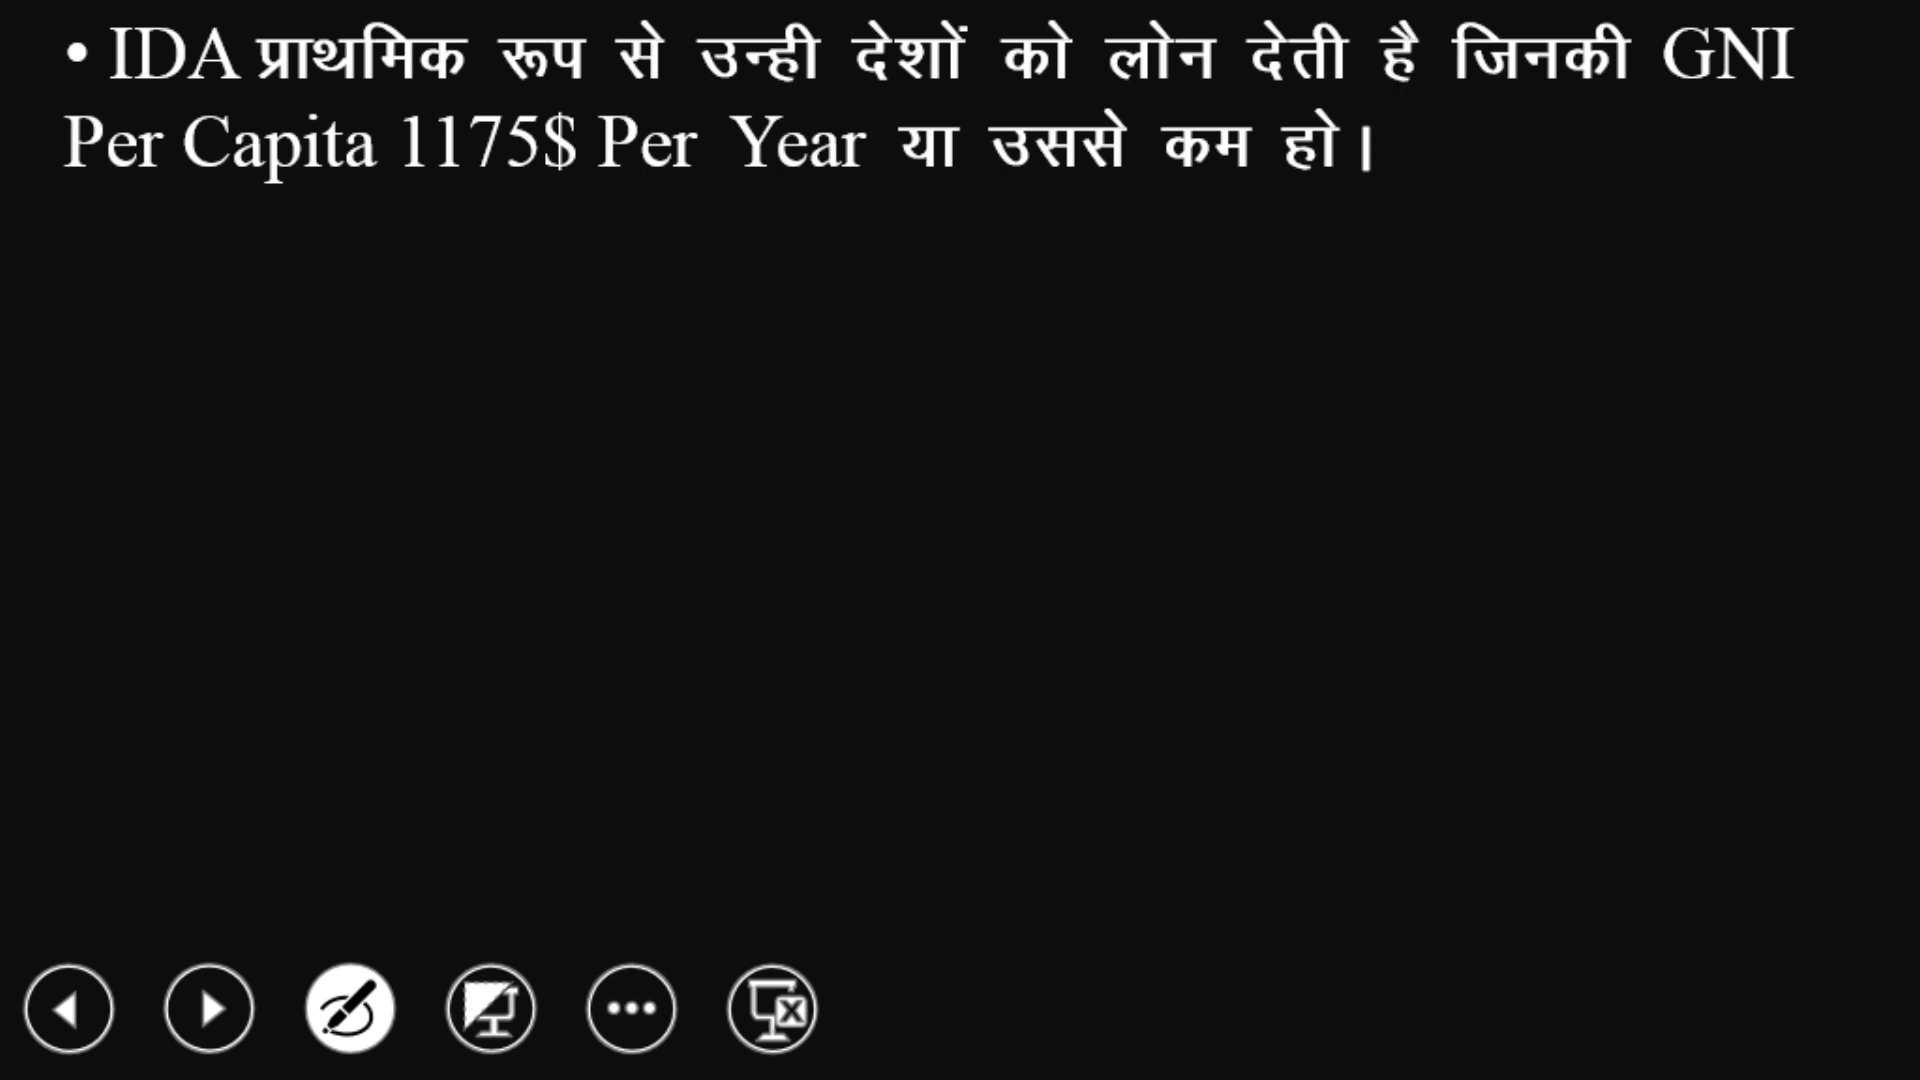 • IDA प्राथमिक रूप से उन्ही देशों को लोन देती है जिनकी GNI
Per Capita 1175$ Per Year या उससे कम हो।